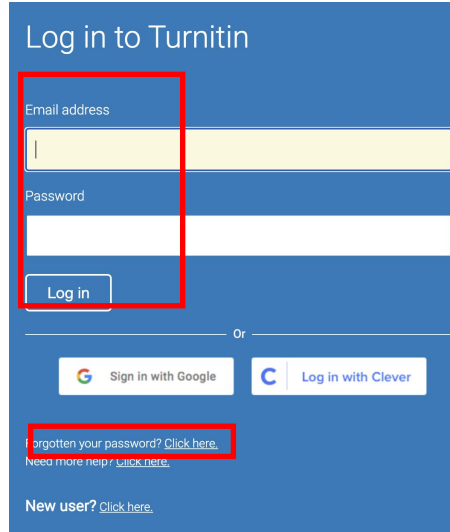 Log in to Turnitin
Email address
Password
Log in
Or
Sign in with Google
C Log in with Clever
Forgotten your password? Click here.
Need more help? Click here.
New user? Click here.